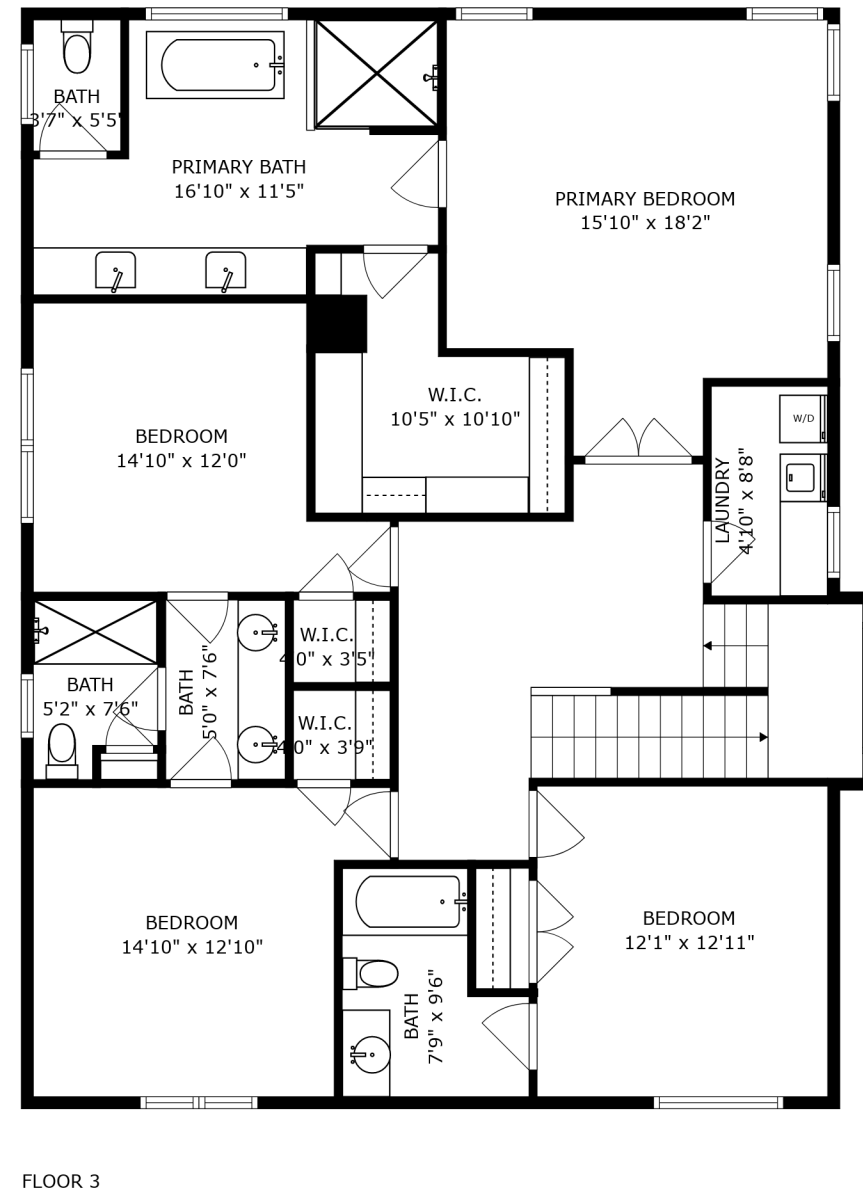 BATH
3'7" x 5'5"
PRIMARY BATH
16'10" x 11'5"
PRIMARY BEDROOM
15'10" x 18'2"
W.I.C.
10'5" x 10'10"
W/D
BEDROOM
14'10" x 12'0"
LAUNDRY
4'10" x 8'8"
W.I.C.
4'0" x 3'5"
BATH
5'2" x 7'6"
BATH
5'0" x 7'6"
W.I.C.
4'0" x 3'9"
BEDROOM
14'10" x 12'10"
BEDROOM
12'1" x 12'11"
BATH
7'9" x 9'6"
FLOOR 3